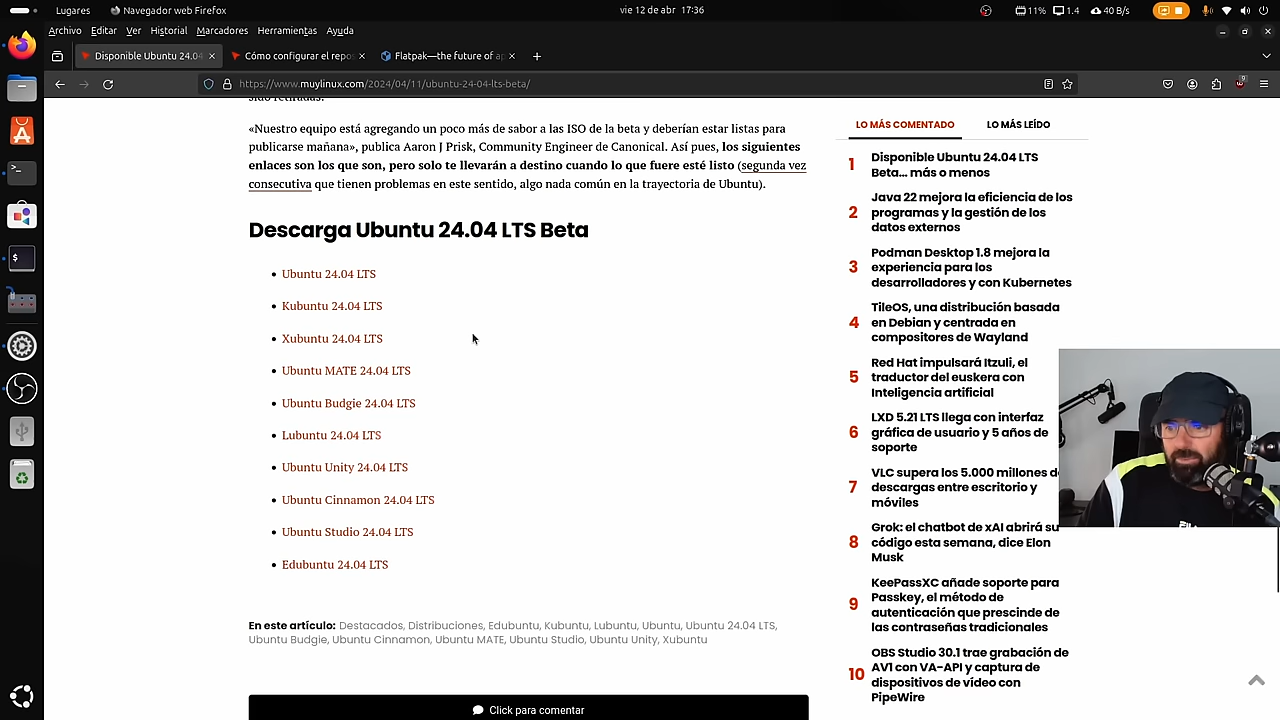 Lugares
Navegador web Firefox
vie 12 de abr 17:36
11%
1.4
40 B/s
Archivo Editar Ver Historial Marcadores Herramientas Ayuda
Disponible Ubuntu 24.04
Cómo configurar el repos
Flatpak—the future of ap
https://www.muylinux.com/2024/04/11/ubuntu-24-04-lts-beta/
sido retiradas.
«Nuestro equipo está agregando un poco más de sabor a las ISO de la beta y deberían estar listas para
publicarse mañana», publica Aaron J Prisk, Community Engineer de Canonical. Así pues, los siguientes
enlaces son los que son, pero solo te llevarán a destino cuando lo que fuere esté listo (segunda vez
consecutiva que tienen problemas en este sentido, algo nada común en la trayectoria de Ubuntu).
Descarga Ubuntu 24.04 LTS Beta
Ubuntu 24.04 LTS
Kubuntu 24.04 LTS
Xubuntu 24.04 LTS
Ubuntu MATE 24.04 LTS
Ubuntu Budgie 24.04 LTS
Lubuntu 24.04 LTS
Ubuntu Unity 24.04 LTS
Ubuntu Cinnamon 24.04 LTS
Ubuntu Studio 24.04 LTS
Edubuntu 24.04 LTS
En este artículo: Destacados, Distribuciones, Edubuntu, Kubuntu, Lubuntu, Ubuntu, Ubuntu 24.04 LTS,
Ubuntu Budgie, Ubuntu Cinnamon, Ubuntu MATE, Ubuntu Studio, Ubuntu Unity, Xubuntu
Click para comentar
LO MÁS COMENTADO
LO MÁS LEÍDO
1 Disponible Ubuntu 24.04 LTS
Beta... más o menos
2 Java 22 mejora la eficiencia de los
programas y la gestión de los
datos externos
3 Podman Desktop 1.8 mejora la
experiencia para los
desarrolladores y con Kubernetes
4 TileOS, una distribución basada
en Debian y centrada en
compositores de Wayland
5 Red Hat impulsará Itzuli, el
traductor del euskera con
Inteligencia artificial
6 LXD 5.21 LTS llega con interfaz
gráfica de usuario y 5 años de
soporte
7 VLC supera los 5.000 millones d
descargas entre escritorio y
móviles
8 Grok: el chatbot de xAI abrirá su
código esta semana, dice Elon
Musk
9 KeePassXC añade soporte para
Passkey, el método de
autenticación que prescinde de
las contraseñas tradicionales
10 OBS Studio 30.1 trae grabación de
AV1 con VA-API y captura de
dispositivos de vídeo con
PipeWire